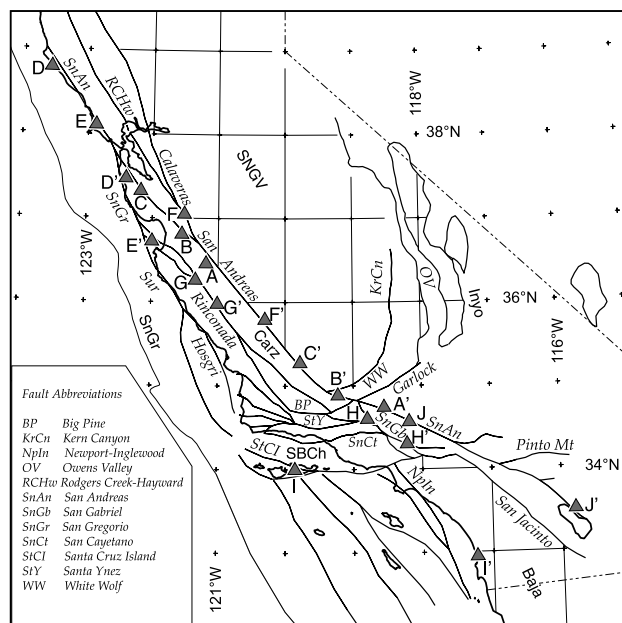 D
SnAn
RCHw
118°W
E
38°N
Calaveras
SNGV
D'
C
SnGr
F
B
San Andreas
123°W
E'
A
Sur
G
Rinconada
G'
KrCn
OV
Inyo
36°N
SnGr
Hosgri
F'
Carz
C'
116°W
B'
WW
Garlock
Fault Abbreviations
BP
StY
H
A'
J
SnGb
SnAn
BP Big Pine
KrCn Kern Canyon
NpIn Newport-Inglewood
OV Owens Valley
RCHw Rodgers Creek-Hayward
SnAn San Andreas
SnGb San Gabriel
SnGr San Gregorio
SnCt San Cayetano
StCI Santa Cruz Island
StY Santa Ynez
WW White Wolf
SnCt
H'
Pinto Mt
StCI
SBCh
34°N
I
NpIn
San Jacinto
J'
I'
121°W
Baja